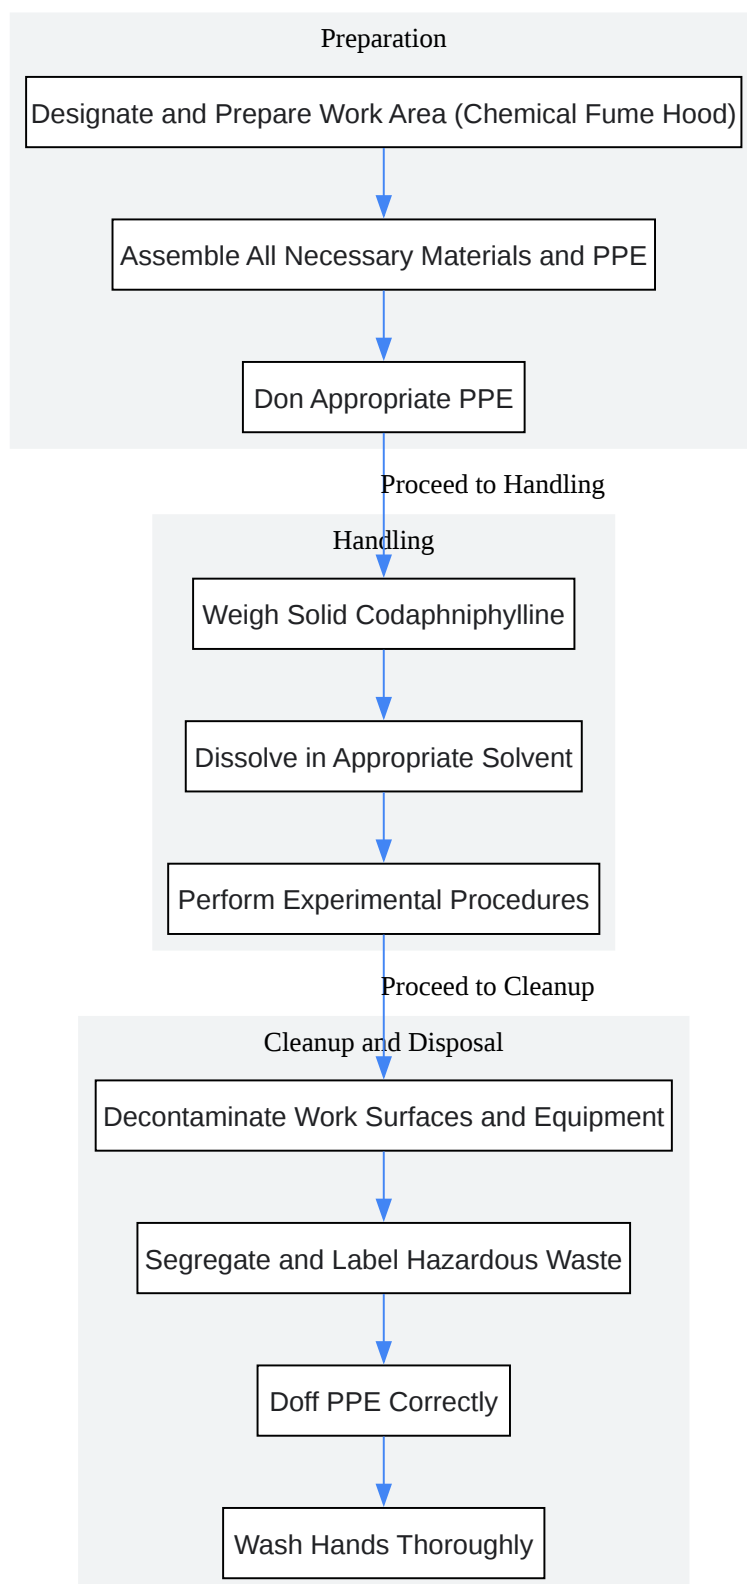 Preparation
Designate and Prepare Work Area (Chemical Fume Hood)
Assemble All Necessary Materials and PPE
Don Appropriate PPE
Proceed to Handling
Handling
Weigh Solid Codaphniphylline
Dissolve in Appropriate Solvent
Perform Experimental Procedures
Proceed to Cleanup
Cleanup and Disposal
Decontaminate Work Surfaces and Equipment
Segregate and Label Hazardous Waste
Doff PPE Correctly
Wash Hands Thoroughly